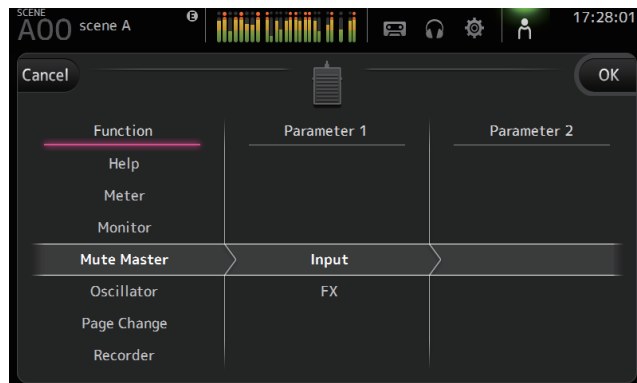 SCENE
A00 scene A E 17:28:01
Cancel OK
Function Parameter 1 Parameter 2
Help
Meter
Monitor
Mute Master Input
Oscillator FX
Page Change
Recorder